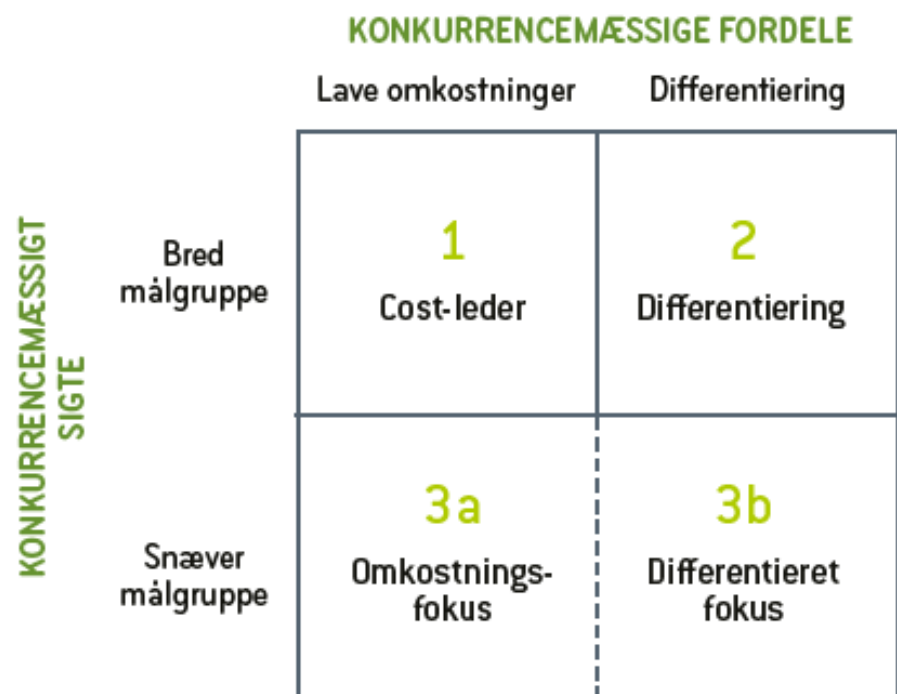 KONKURRENCEMÆSSIGE FORDELE
Lave omkostninger
Differentiering
KONKURRENCEMÆSSIGT
SIGTE
Bred
målgruppe
1
Cost-leder
2
Differentiering
Snæver
målgruppe
3a
Omkostnings-
fokus
3b
Differentieret
fokus